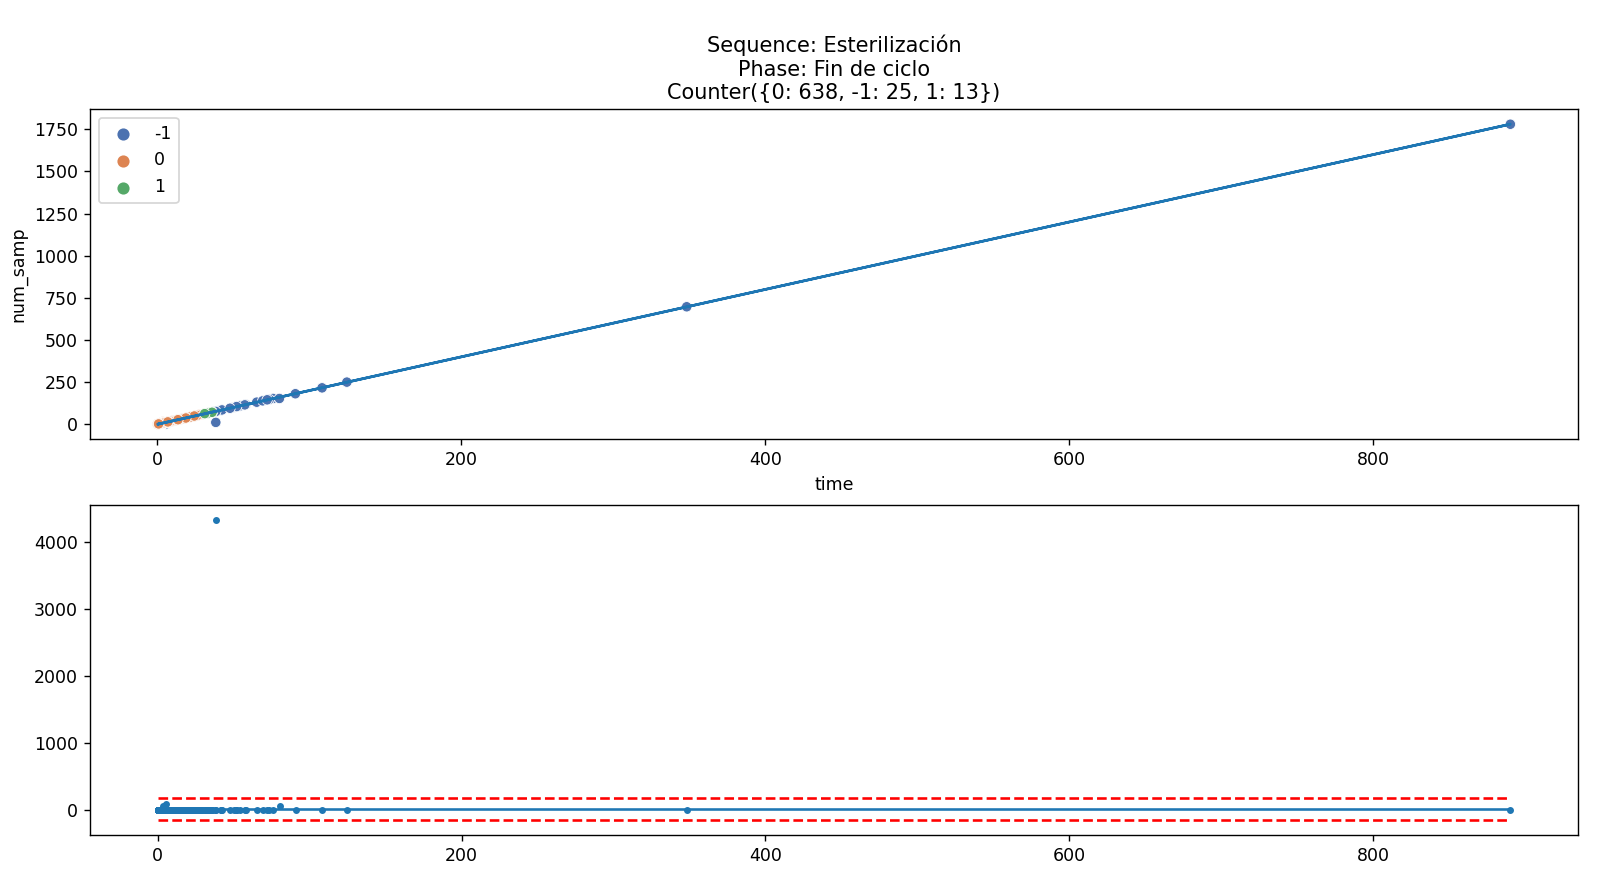 Sequence: Esterilización
Phase: Fin de ciclo
Counter({0: 638, -1: 25, 1: 13})
-1
0
1
1750
1500
1250
1000
750
500
250
0
num_samp
0 200 400 600 800
time
4000
3000
2000
1000
0
0 200 400 600 800